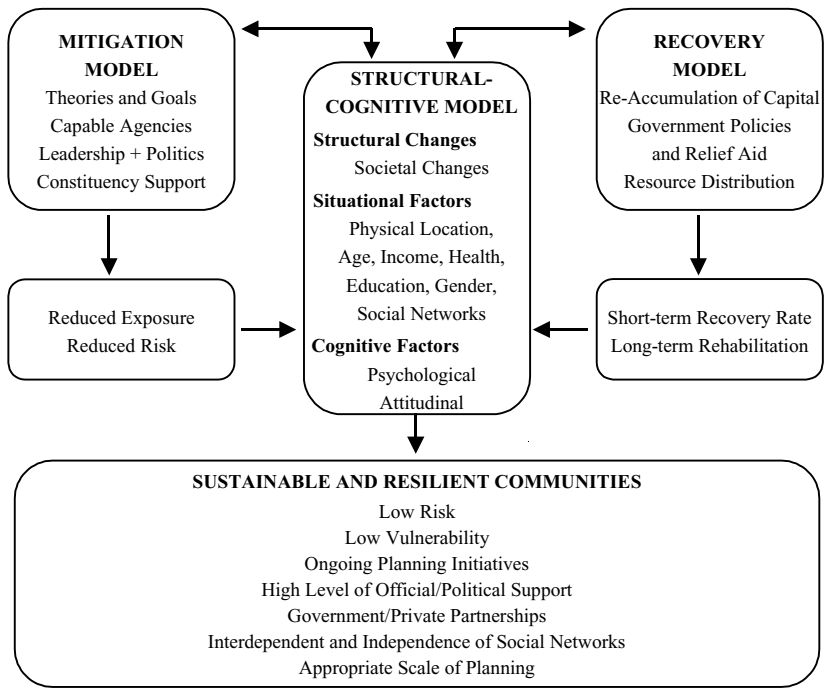 MITIGATION
MODEL
Theories and Goals
Capable Agencies
Leadership + Politics
Constituency Support
Reduced Exposure
Reduced Risk
STRUCTURAL-
COGNITIVE MODEL
Structural Changes
Societal Changes
Situational Factors
Physical Location,
Age, Income, Health,
Education, Gender,
Social Networks
Cognitive Factors
Psychological
Attitudinal
RECOVERY
MODEL
Re-Accumulation of Capital
Government Policies
and Relief Aid
Resource Distribution
Short-term Recovery Rate
Long-term Rehabilitation
SUSTAINABLE AND RESILIENT COMMUNITIES
Low Risk
Low Vulnerability
Ongoing Planning Initiatives
High Level of Official/Political Support
Government/Private Partnerships
Interdependent and Independence of Social Networks
Appropriate Scale of Planning